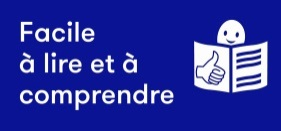 Facile
à lire et à
comprendre